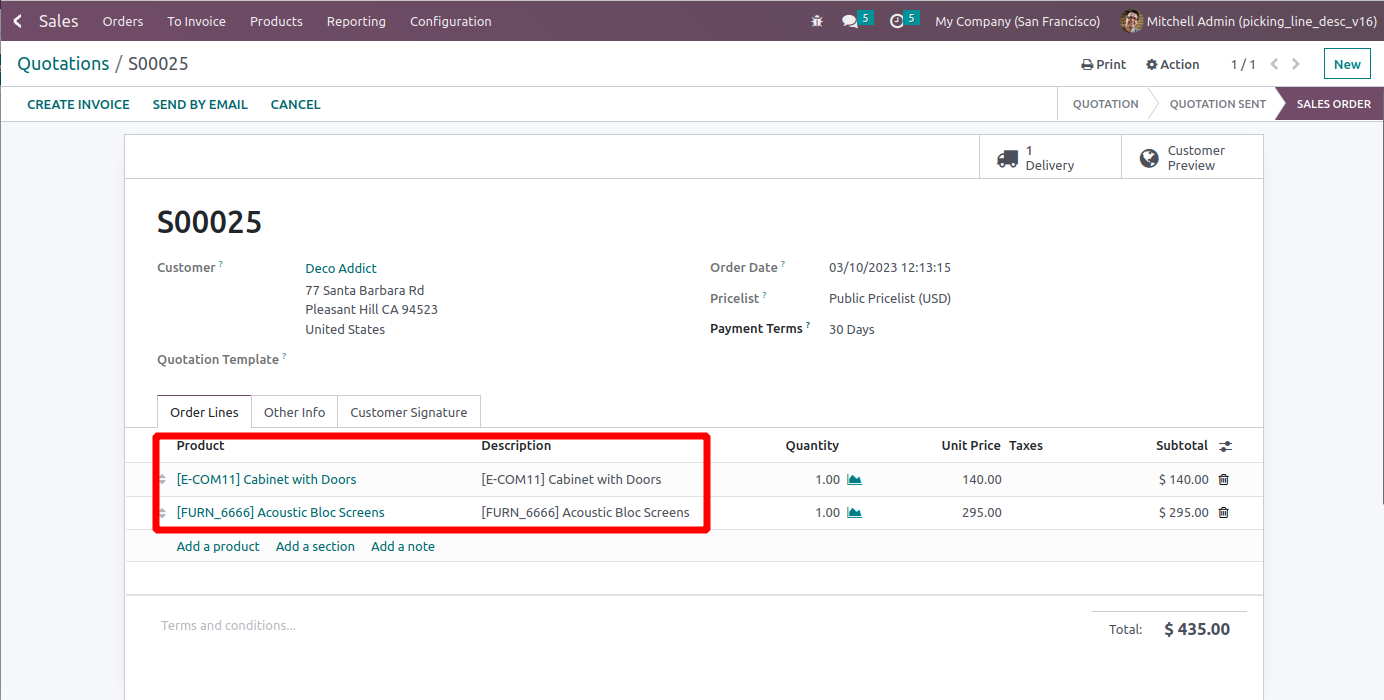 Sales Orders To Invoice Products Reporting Configuration 5 5 My Company (San Francisco) Mitchell Admin (picking_line_desc_v16)
Quotations / S00025 Print Action 1 / 1 New
CREATE INVOICE SEND BY EMAIL CANCEL QUOTATION QUOTATION SENT SALES ORDER
1
Delivery
Customer
Preview
S00025
Customer ? Deco Addict Order Date ? 03/10/2023 12:13:15
77 Santa Barbara Rd
Pleasant Hill CA 94523
United States
Pricelist ? Public Pricelist (USD)
Payment Terms ? 30 Days
Quotation Template ?
Order Lines Other Info Customer Signature
Product Description Quantity Unit Price Taxes Subtotal
[E-COM11] Cabinet with Doors [E-COM11] Cabinet with Doors 1.00 140.00 $ 140.00
[FURN_6666] Acoustic Bloc Screens [FURN_6666] Acoustic Bloc Screens 1.00 295.00 $ 295.00
Add a product Add a section Add a note
Terms and conditions... Total: $ 435.00